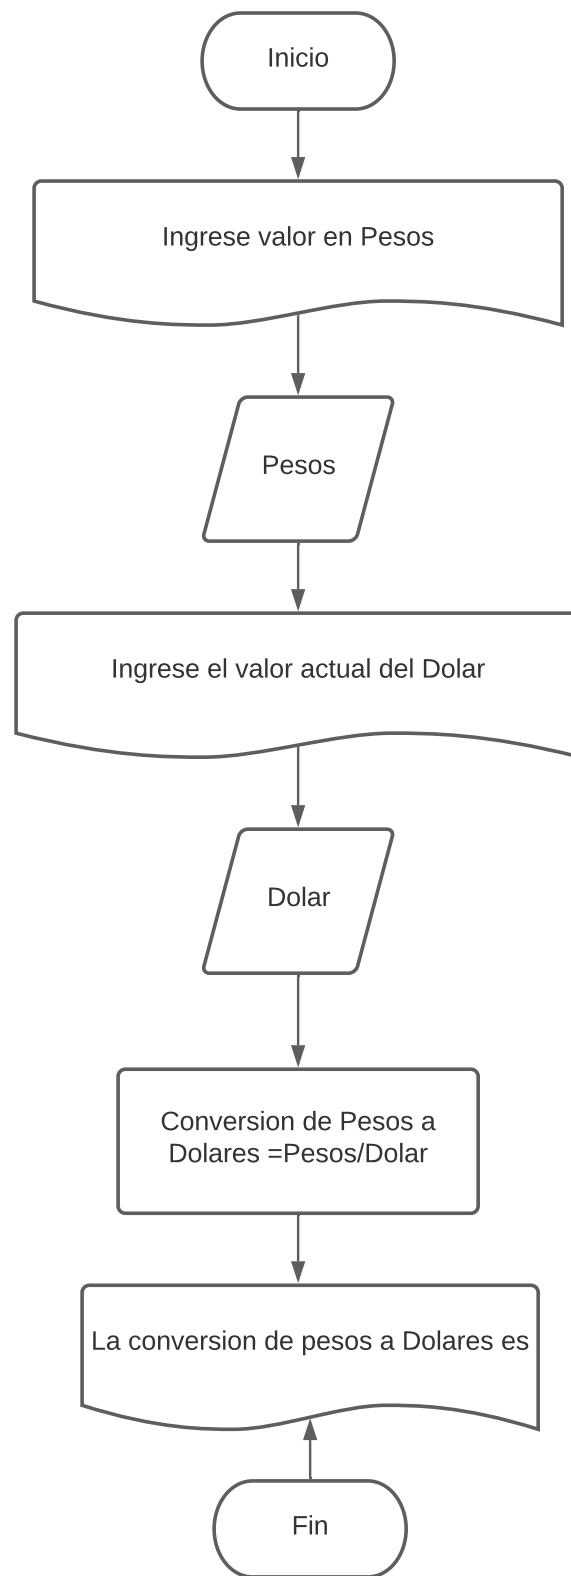 Inicio
Ingrese valor en Pesos
Pesos
Ingrese el valor actual del Dolar
Dolar
Conversion de Pesos a
Dolares =Pesos/Dolar
La conversion de pesos a Dolares es
Fin